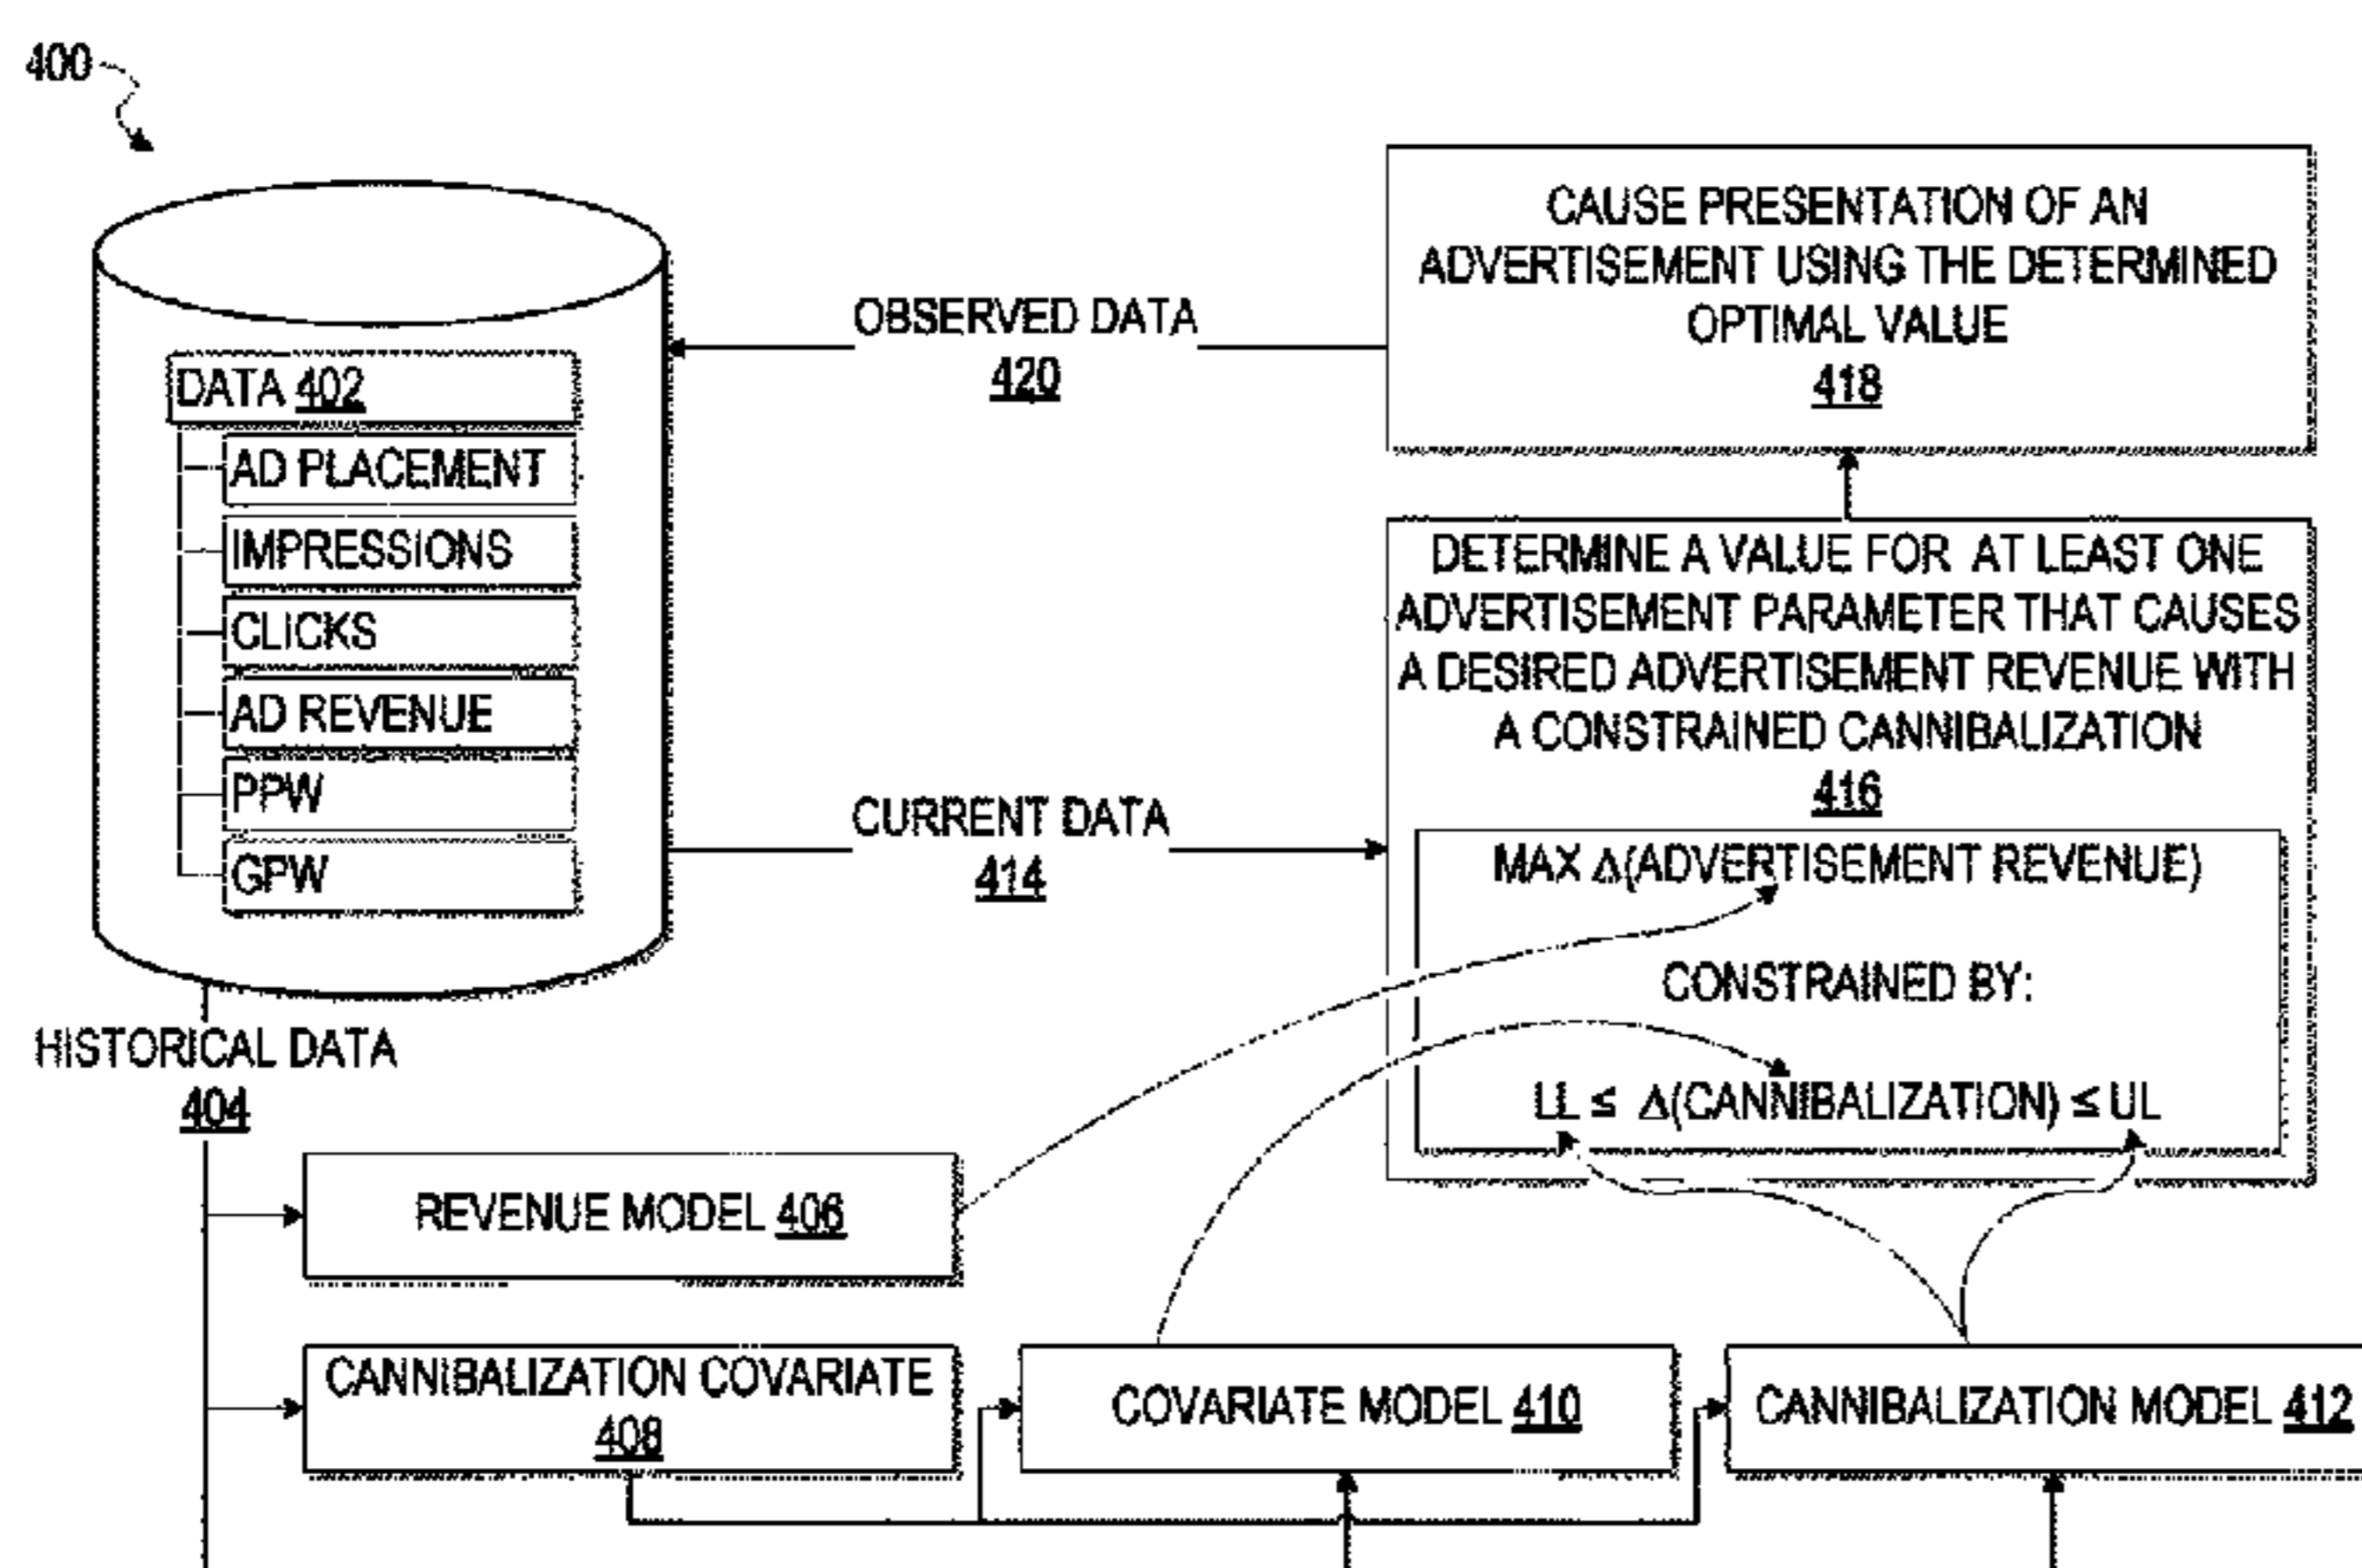 400
DATA 402
AD PLACEMENT
IMPRESSIONS
CLICKS
AD REVENUE
PPW
GPW
OBSERVED DATA
420
CAUSE PRESENTATION OF AN
ADVERTISEMENT USING THE DETERMINED
OPTIMAL VALUE
418
CURRENT DATA
414
DETERMINE A VALUE FOR AT LEAST ONE
ADVERTISEMENT PARAMETER THAT CAUSES
A DESIRED ADVERTISEMENT REVENUE WITH
A CONSTRAINED CANNIBALIZATION
416
MAX Δ(ADVERTISEMENT REVENUE)
CONSTRAINED BY:
LL ≤ Δ(CANNIBALIZATION) ≤ UL
HISTORICAL DATA
404
REVENUE MODEL 406
CANNIBALIZATION COVARIATE
408
COVARIATE MODEL 410
CANNIBALIZATION MODEL 412